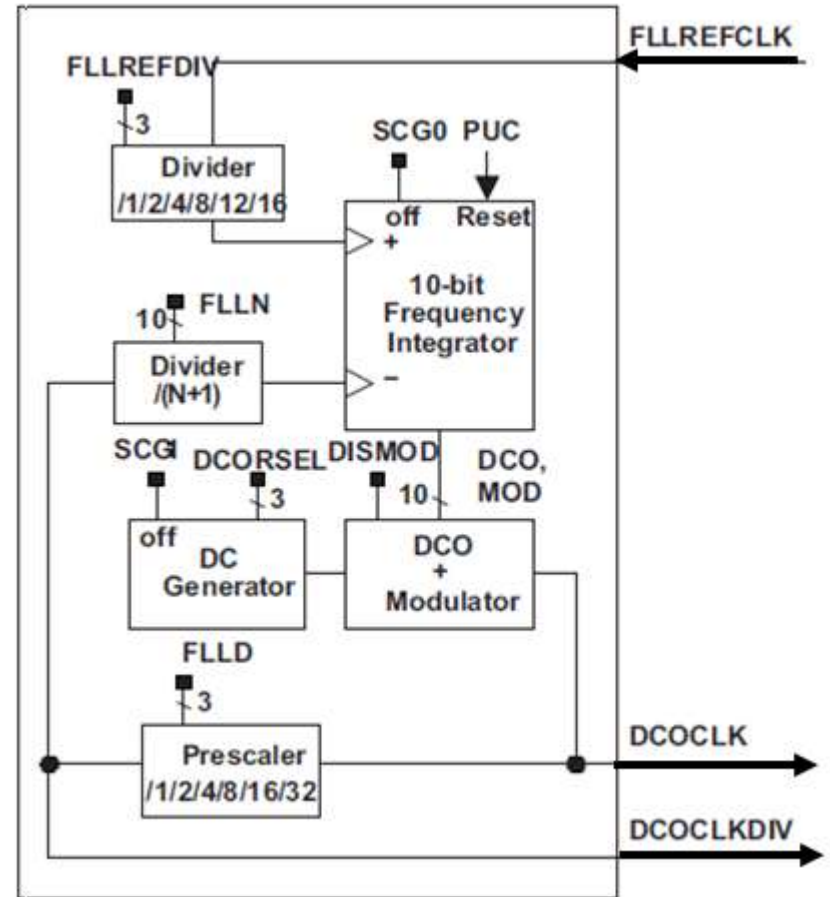 FLLREFCLK
FLLREFDIV
3
SCG0 PUC
Divider
/1/2/4/8/12/16
off Reset
+
10-bit
Frequency
Integrator
FLLN
10
Divider
/(N+1)
–
SCG1
DCORSEL
DISMOD
DCO,
MOD
3
10
off
DC
Generator
DCO
+
Modulator
FLLD
3
Prescaler
/1/2/4/8/16/32
DCOCLK
DCOCLKDIV